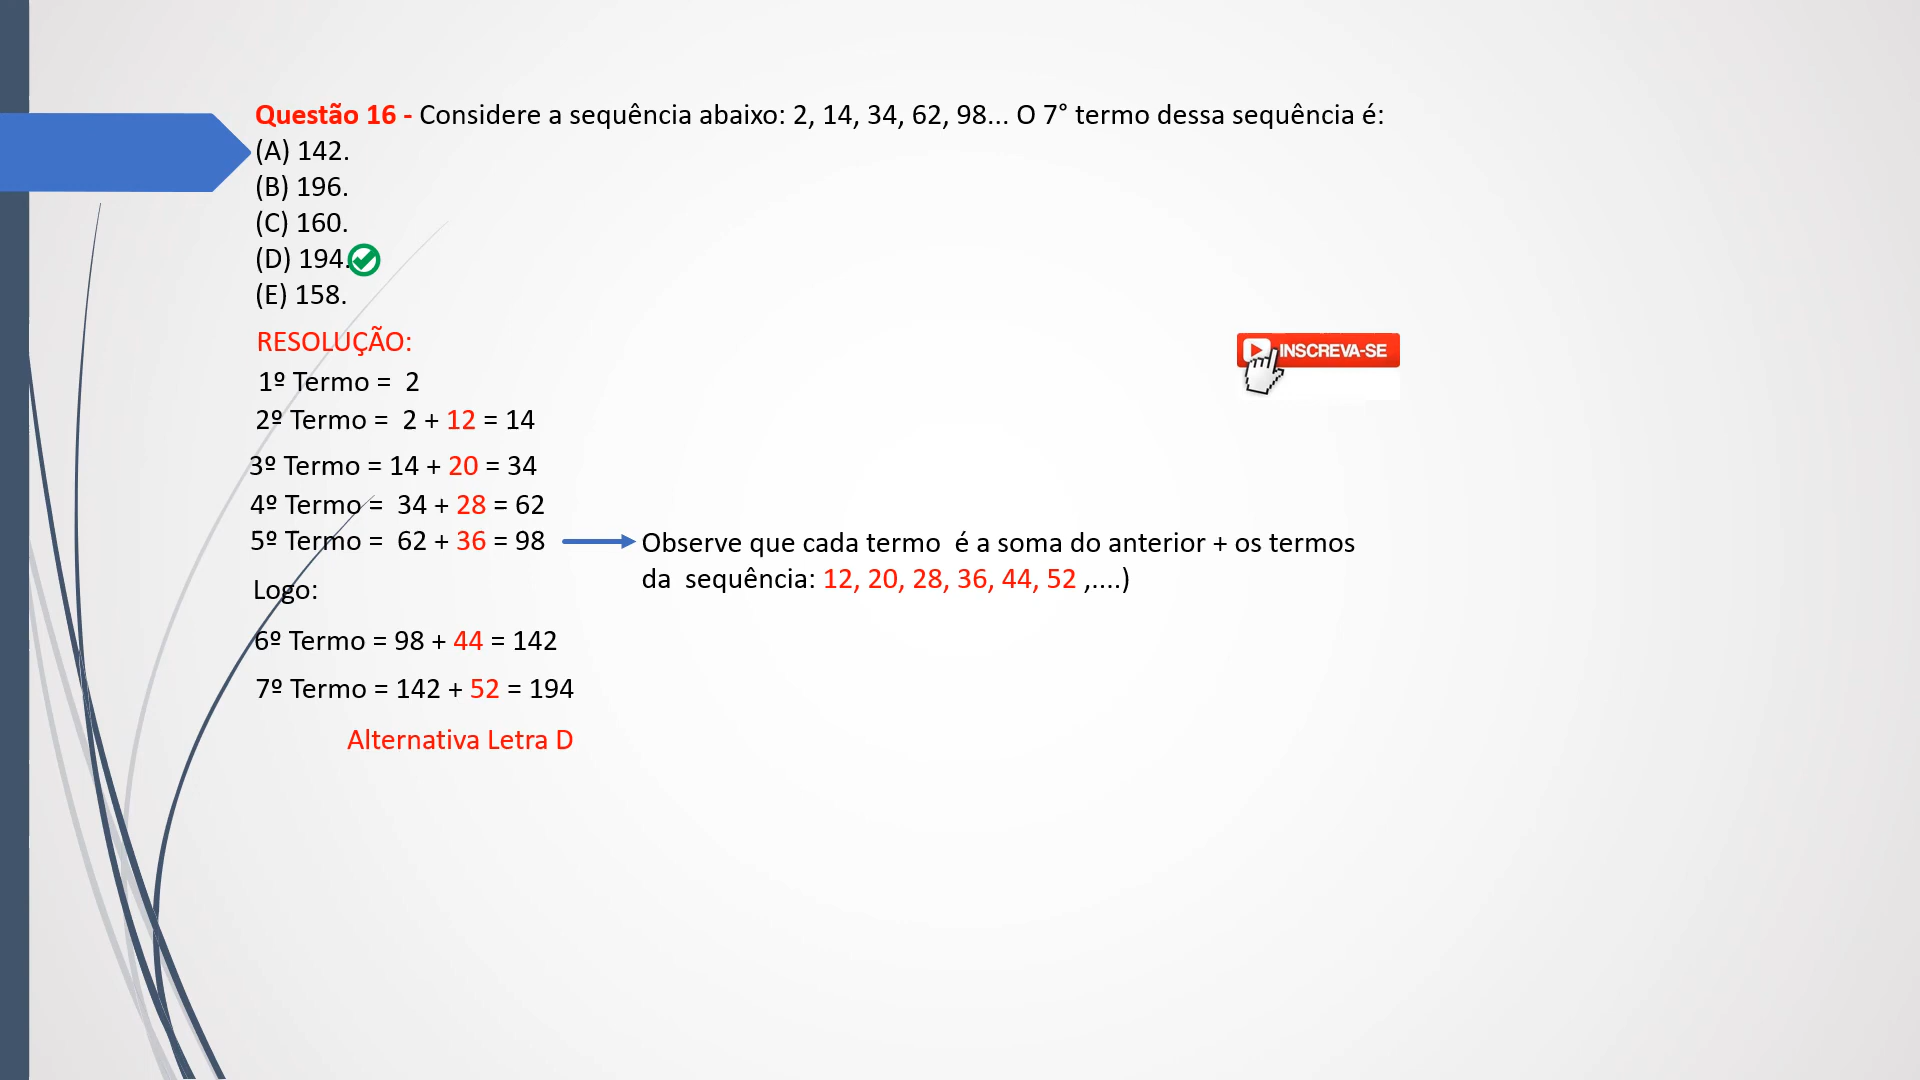 Questão 16 - Considere a sequência abaixo: 2, 14, 34, 62, 98... O 7° termo dessa sequência é:
(A) 142.
(B) 196.
(C) 160.
(D) 194.
(E) 158.
RESOLUÇÃO:
INSCREVA-SE
1º Termo = 2
2º Termo = 2 + 12 = 14
3º Termo = 14 + 20 = 34
4º Termo = 34 + 28 = 62
5º Termo = 62 + 36 = 98
Observe que cada termo é a soma do anterior + os termos
da sequência: 12, 20, 28, 36, 44, 52 ,....)
Logo:
6º Termo = 98 + 44 = 142
7º Termo = 142 + 52 = 194
Alternativa Letra D